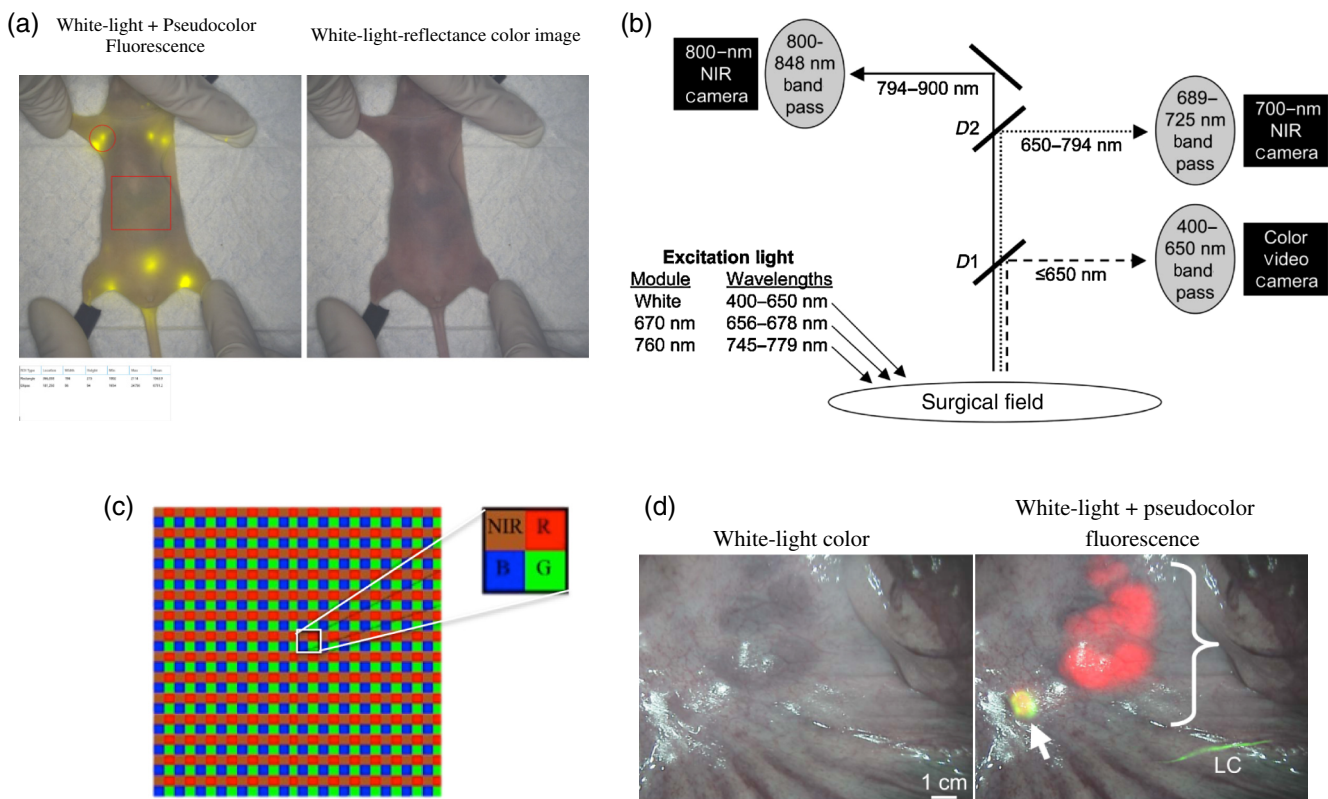 (a)
White-light + Pseudocolor
Fluorescence
White-light-reflectance color image
(b)
800–nm
NIR
camera
800-
848 nm
band
pass
794–900 nm
D2
650–794 nm
689–
725 nm
band
pass
700–nm
NIR
camera
D1
≤650 nm
400–
650 nm
band
pass
Color
video
camera
Excitation light
Module Wavelengths
White 400–650 nm
670 nm 656–678 nm
760 nm 745–779 nm
Surgical field
(c)
NIR R
B G
(d)
White-light color
White-light + pseudocolor
fluorescence
1 cm
LC